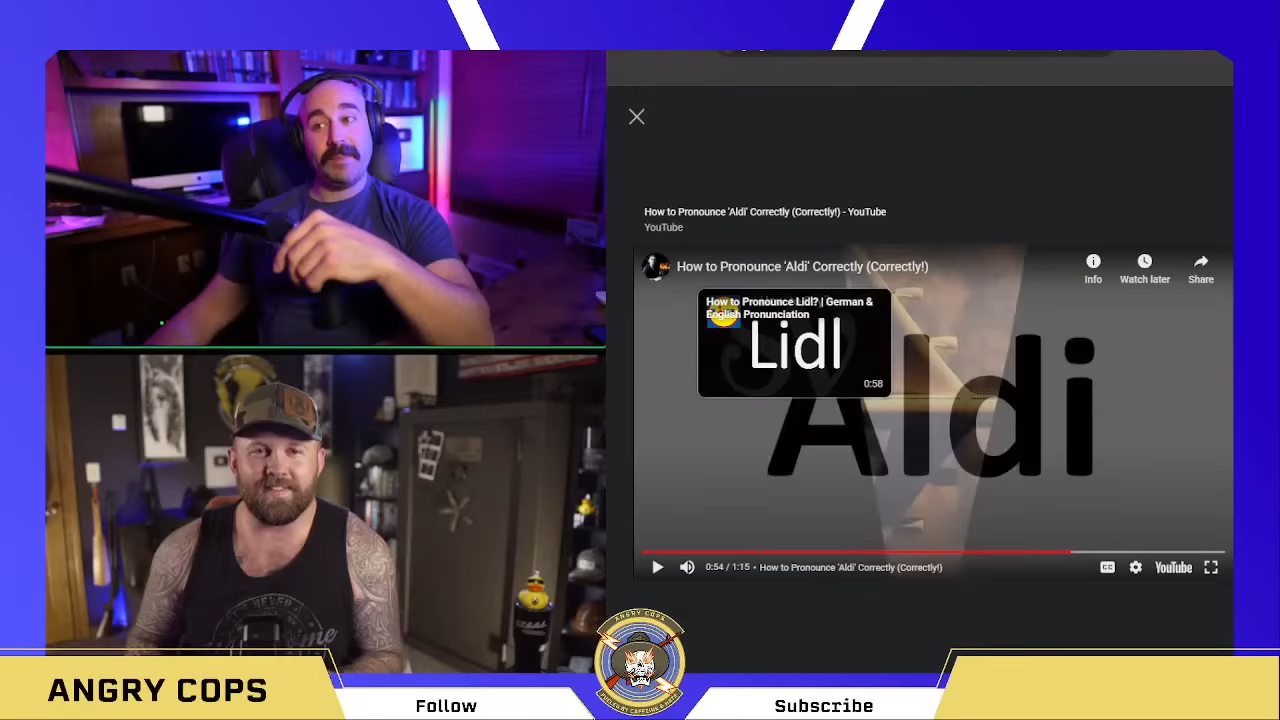 How to Pronounce 'Aldi' Correctly (Correctly!) - YouTube
YouTube
How to Pronounce 'Aldi' Correctly (Correctly!)
Info
Watch later
Share
How to Pronounce Lidl? | German &
English Pronunciation
Lidl
0:58
Aldi
0:54 / 1:15 • How to Pronounce 'Aldi' Correctly (Correctly!)
CC
YouTube
ANGRY COPS
ANGRY COPS
Follow
Subscribe